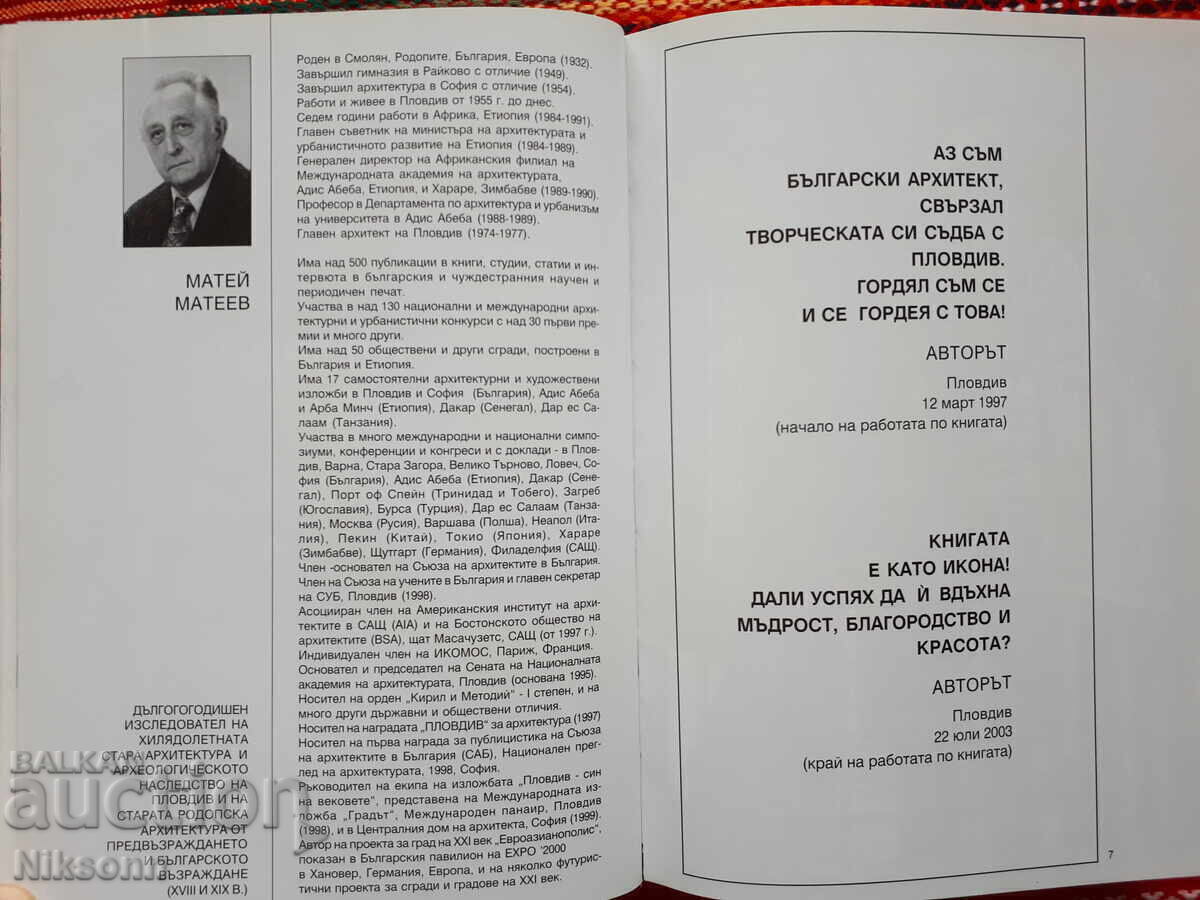 МАТЕЙ
МАТЕЕВ
ДЪЛГОГОГОДИШЕН
ИЗСЛЕДОВАТЕЛ НА
ХИЛЯДОЛЕТНАТА
СТАРА АРХИТЕКТУРА И
АРХЕОЛОГИЧЕСКОТО
НАСЛЕДСТВО НА
ПЛОВДИВ И НА
СТАРАТА РОДОПСКА
АРХИТЕКТУРА ОТ
ПРЕДВЪЗРАЖДАНЕТО
И БЪЛГАРСКОТО
ВЪЗРАЖДАНЕ
(XVIII И XIX В.)
Роден в Смолян, Родопите, България, Европа (1932).
Завършил гимназия в Райково с отличие (1949).
Завършил архитектура в София с отличие (1954).
Работи и живее в Пловдив от 1955 г. до днес.
Седем години работи в Африка, Етиопия (1984-1991).
Главен съветник на министъра на архитектурата и
урбанистичното развитие на Етиопия (1984-1989).
Генерален директор на Африканския филиал на
Международната академия на архитектурата,
Адис Абеба, Етиопия, и Хараре, Зимбабве (1989-1990).
Професор в Департамента по архитектура и урбанизъм
на университета в Адис Абеба (1988-1989).
Главен архитект на Пловдив (1974-1977).
Има над 500 публикации в книги, студии, статии и ин-
тервюта в българския и чуждестранния научен и
периодичен печат.
Участва в над 130 национални и международни архи-
тектурни и урбанистични конкурси с над 30 първи пре-
мии и много други.
Има над 50 обществени и други сгради, построени в
България и Етиопия.
Има 17 самостоятелни архитектурни и художествени
изложби в Пловдив и София (България), Адис Абеба
и Арба Минч (Етиопия), Дакар (Сенегал), Дар ес Са-
лаам (Танзания).
Участва в много международни и национални симпо-
зиуми, конференции и конгреси и с доклади - в Плов-
див, Варна, Стара Загора, Велико Търново, Ловеч, Со-
фия (България), Адис Абеба (Етиопия), Дакар (Сене-
гал), Порт оф Спейн (Тринидад и Тобего), Загреб
(Югославия), Бурса (Турция), Дар ес Салаам (Танза-
ния), Москва (Русия), Варшава (Полша), Неапол (Ита-
лия), Пекин (Китай), Токио (Япония), Хараре
(Зимбабве), Щутгарт (Германия), Филаделфия (САЩ).
Член -основател на Съюза на архитектите в България.
Член на Съюза на учените в България и главен секретар
на СУБ, Пловдив (1998).
Асоцииран член на Американския институт на архи-
тектите в САЩ (AIA) и на Бостонското общество на
архитектите (BSA), щат Масачузетс, САЩ (от 1997 г.).
Индивидуален член на ИКОМОС, Париж, Франция.
Основател и председател на Сената на Националната
академия на архитектурата, Пловдив (основана 1995).
Носител на орден „Кирил и Методий" - I степен, и на
много други държавни и обществени отличия.
Носител на наградата „ПЛОВДИВ" за архитектура (1997)
Носител на първа награда за публицистика на Съюза
на архитектите в България (САБ), Национален прег-
лед на архитектурата, 1998, София.
Ръководител на екипа на изложбата „Пловдив - син
на вековете", представена на Международната из-
ложба „Градът", Международен панаир, Пловдив
(1998), и в Централния дом на архитекта, София (1999).
Автор на проекта за град на XXI век „Евроазианополис",
показан в Българския павилион на EXPO '2000
в Хановер, Германия, Европа, и на няколко футурис-
тични проекта за сгради и градове на XXI век.
АЗ СЪМ
БЪЛГАРСКИ АРХИТЕКТ,
СВЪРЗАЛ
ТВОРЧЕСКАТА СИ СЪДБА С
ПЛОВДИВ.
ГОРДЯЛ СЪМ СЕ
И СЕ ГОРДЕЯ С ТОВА!
АВТОРЪТ
Пловдив
12 март 1997
(начало на работата по книгата)
КНИГАТА
Е КАТО ИКОНА!
ДАЛИ УСПЯХ ДА Ѝ ВДЪХНА
МЪДРОСТ, БЛАГОРОДСТВО И
КРАСОТА?
АВТОРЪТ
Пловдив
22 юли 2003
(край на работата по книгата)
7
BALKAN
auction
Niksonn